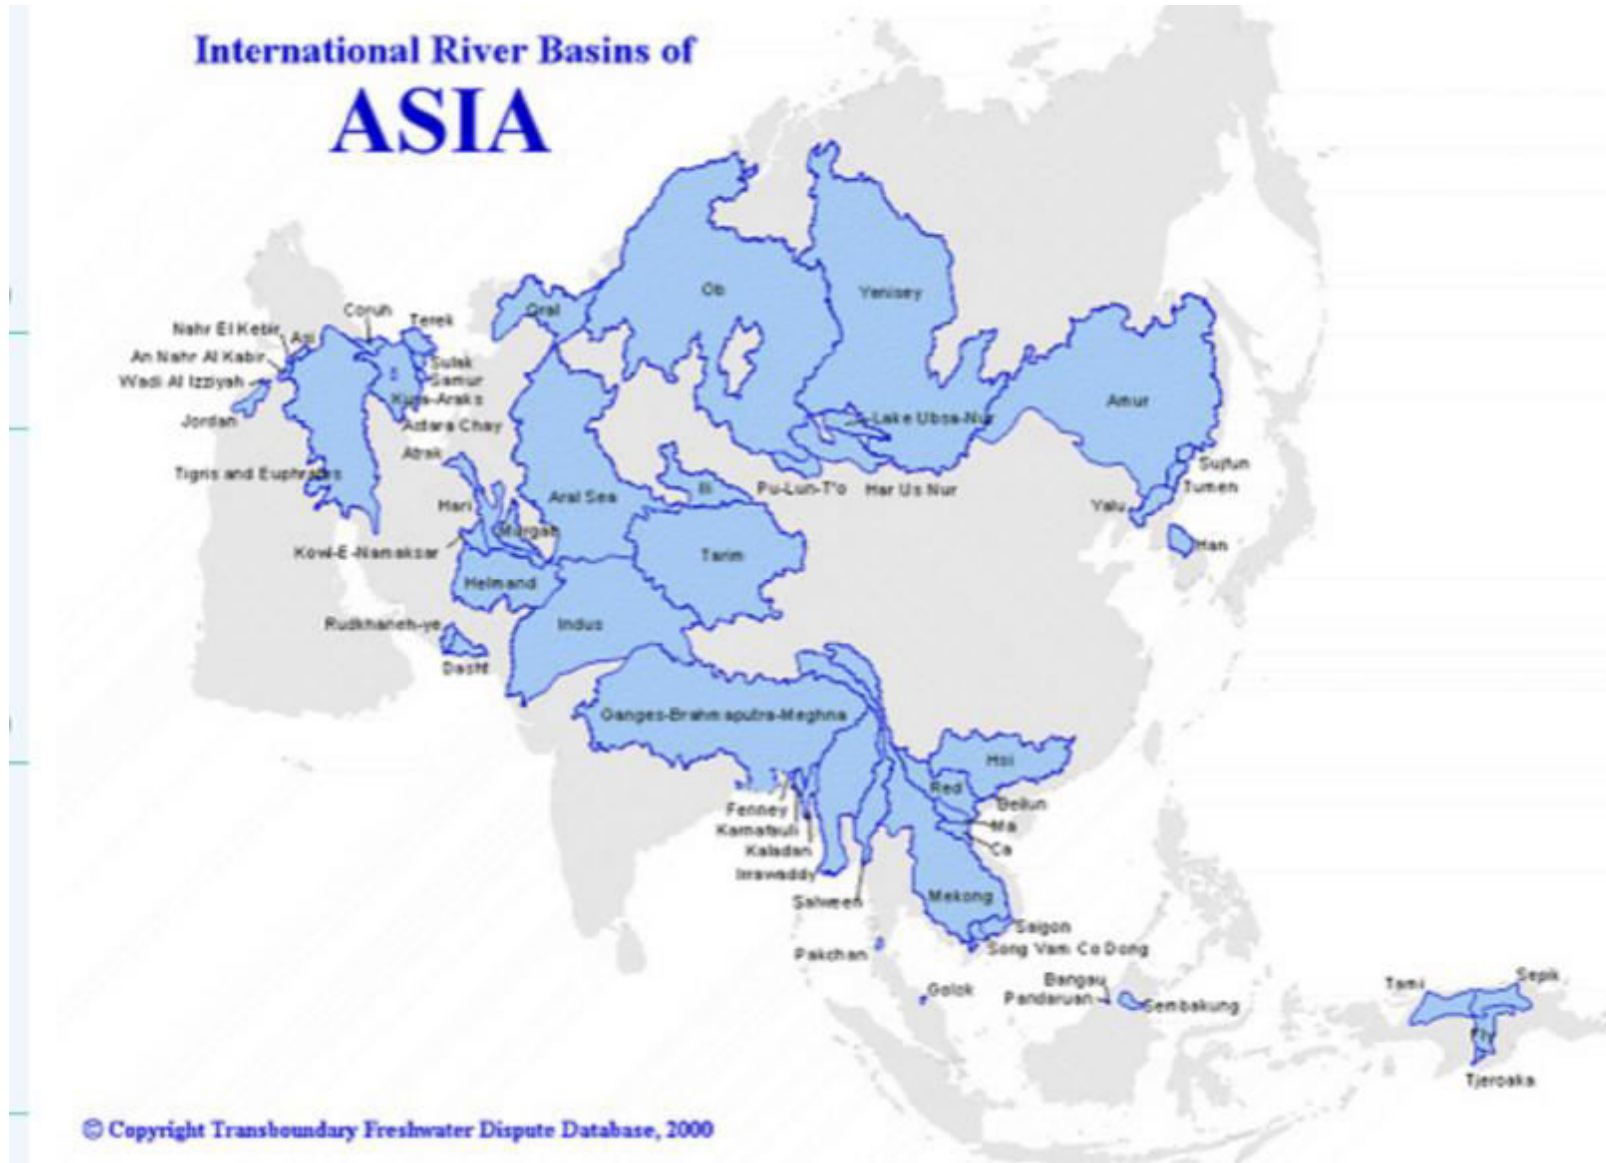 International River Basins of
ASIA
Ob
Yenisey
Oral
Coruh
Terek
Nahr El Kebir
Asi
An Nahr Al Kabir
Sulak
Wadi Al Izziyah
Samur
Kura-Araks
Jordan
Astara Chay
Amur
Lake Ubsa-Nur
Atrak
Tigris and Euphrates
Sujfun
Tumen
Ili
Pu-Lun-T'o
Har Us Nur
Aral Sea
Hari
Yalu
Murgab
Han
Kowl-E-Namaksar
Tarim
Helmand
Rudkhaneh-ye
Indus
Dasht
Ganges-Brahmaputra-Meghna
Hsi
Red
Beilun
Fenney
Ma
Karnafauli
Ca
Kaladan
Irrawaddy
Mekong
Salween
Saigon
Song Vam Co Dong
Pakchan
Bangau
Sepik
Tami
Golok
Pandaruan
Sembakung
Fly
Tjeroaka
© Copyright Transboundary Freshwater Dispute Database, 2000